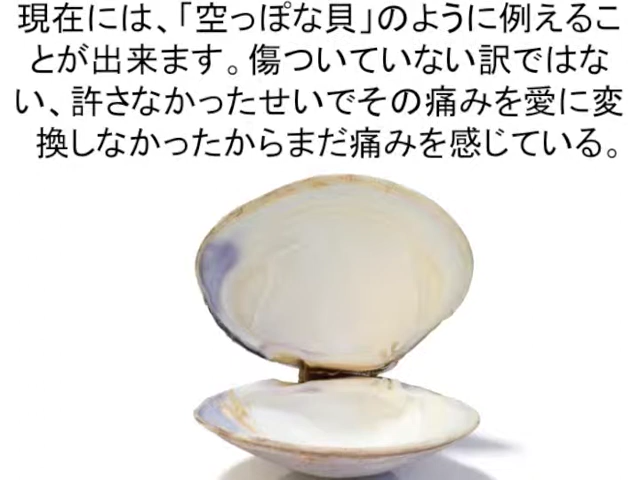 現在には、「空っぽな貝」のように例えるこ
とが出来ます。傷ついていない訳ではな
い、許さなかったせいでその痛みを愛に変
換しなかったからまだ痛みを感じている。